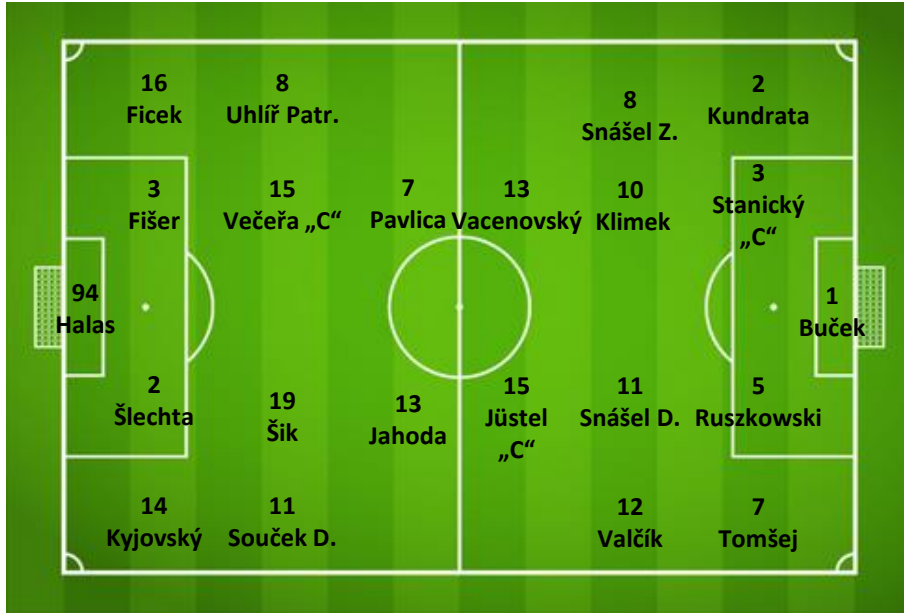 16
Ficek
8
Uhlíř Patr.
3
Fišer
15
Večeřa „C“
7
Pavlica
94
Halas
2
Šlechta
19
Šik
13
Jahoda
14
Kyjovský
11
Souček D.
8
Snášel Z.
2
Kundrata
13
Vacenovský
10
Klimek
3
Stanický
„C“
1
Buček
15
Jüstel
„C“
11
Snášel D.
5
Ruszkowski
12
Valčík
7
Tomšej